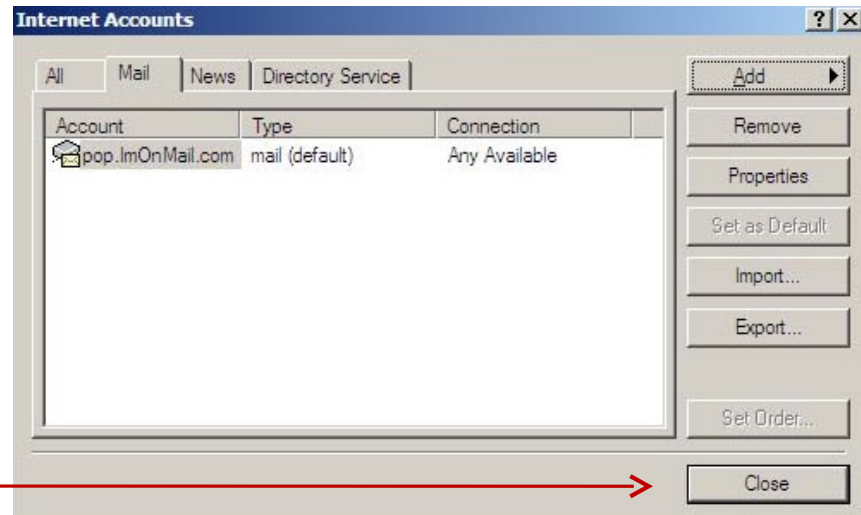 Internet Accounts ? X
All Mail News Directory Service
Add
Account Type Connection
pop.ImOnMail.com mail (default) Any Available
Remove
Properties
Set as Default
Import...
Export...
Set Order...
Close